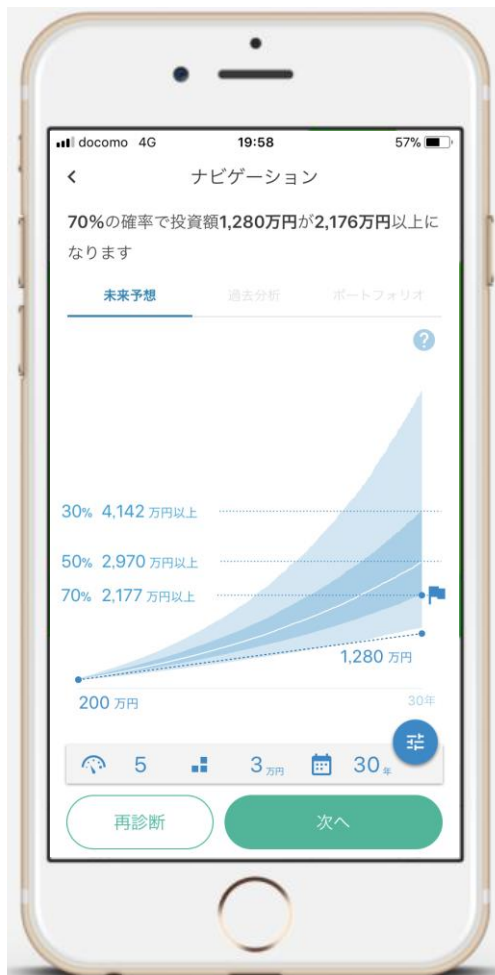 docomo 4G 19:58 57%
ナビゲーション
70%の確率で投資額1,280万円が2,176万円以上に
なります
未来予想 過去分析 ポートフォリオ
?
30% 4,142 万円以上
50% 2,970 万円以上
70% 2,177 万円以上
1,280 万円
200 万円 30年
5 3 万円 30 年
再診断 次へ